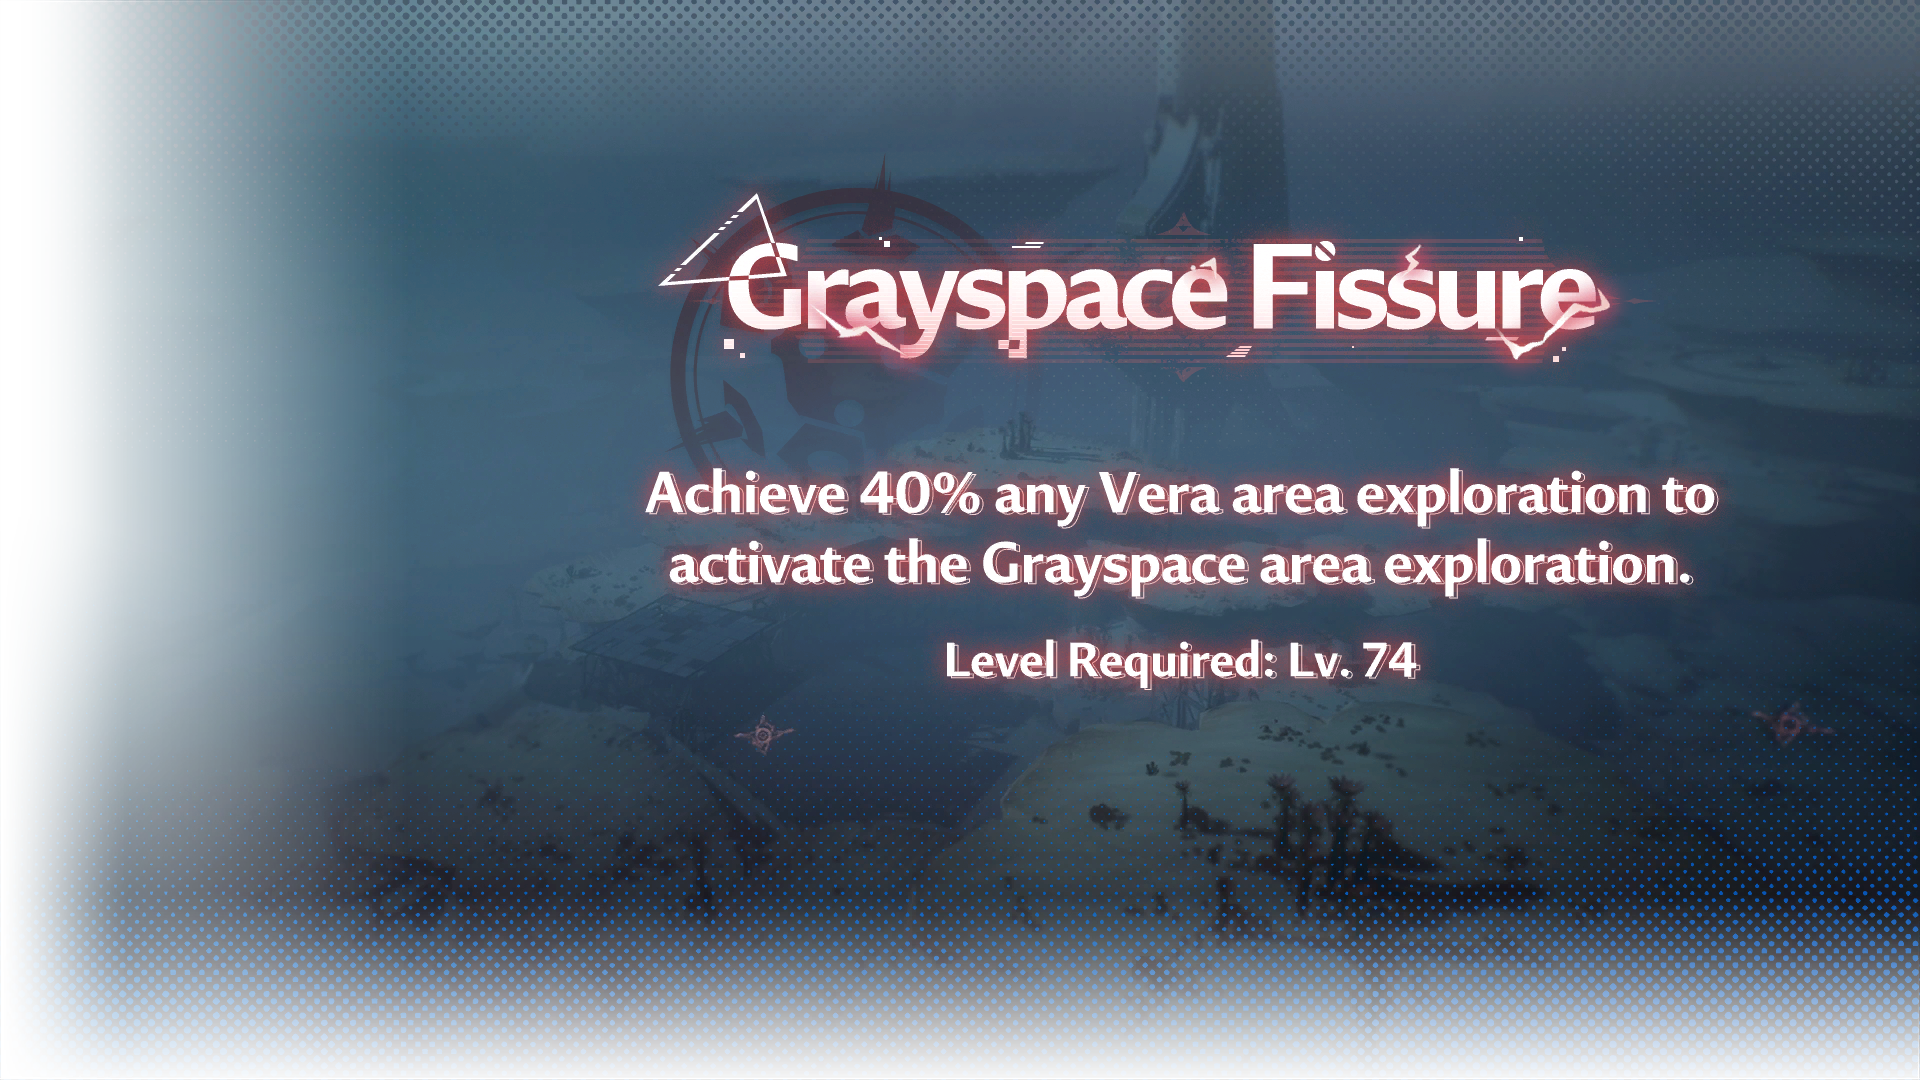 Grayspace Fissure
Achieve 40% any Vera area exploration to
activate the Grayspace area exploration.
Level Required: Lv. 74